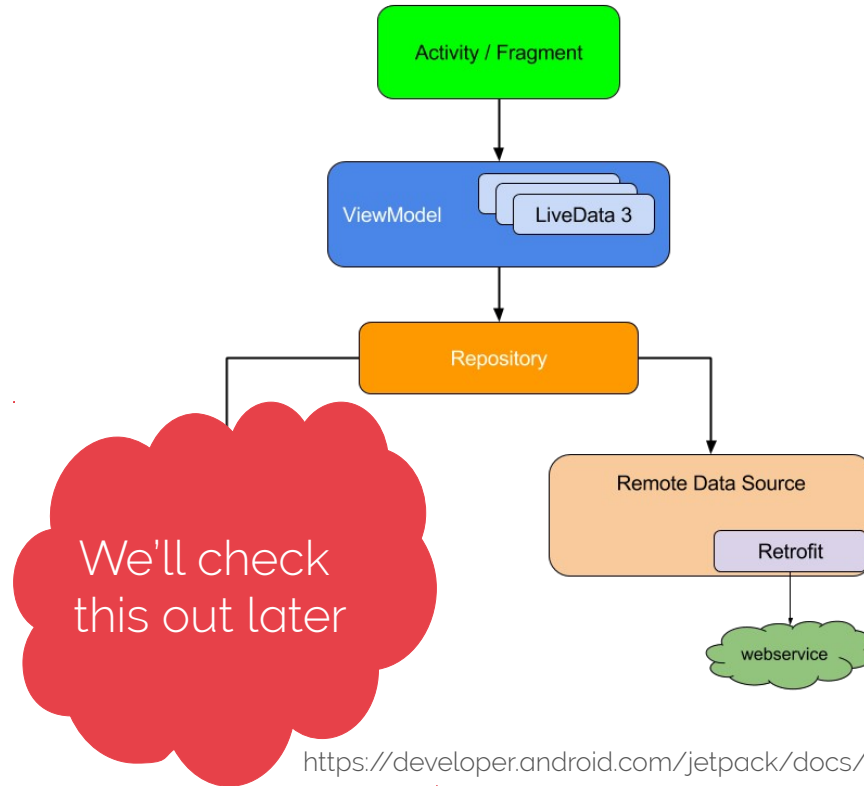 Activity / Fragment
ViewModel
LiveData 3
Repository
Remote Data Source
Retrofit
webservice
We’ll check
this out later
https://developer.android.com/jetpack/docs/